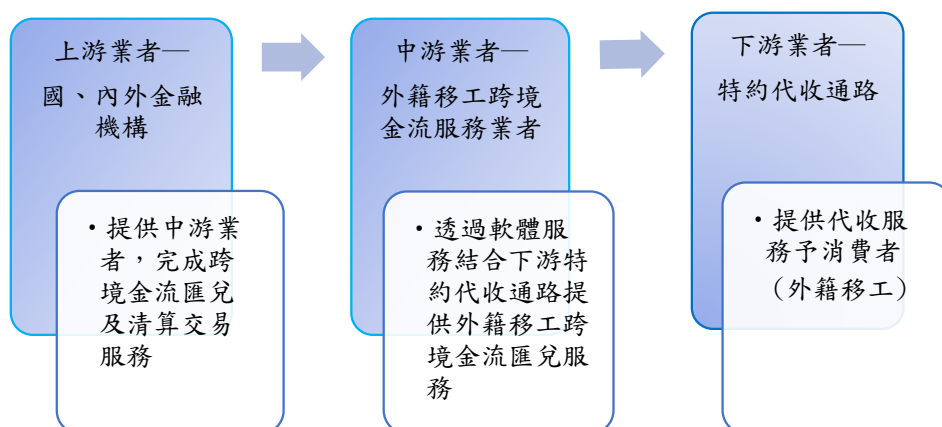 上游業者—
國、內外金融
機構
•提供中游業
者，完成跨
境金流匯兌
及清算交易
服務
中游業者—
外籍移工跨境
金流服務業者
•透過軟體服
務結合下游特
約代收通路提
供外籍移工跨
境金流匯兌服
務
下游業者—
特約代收通路
•提供代收服
務予消費者
（外籍移工）